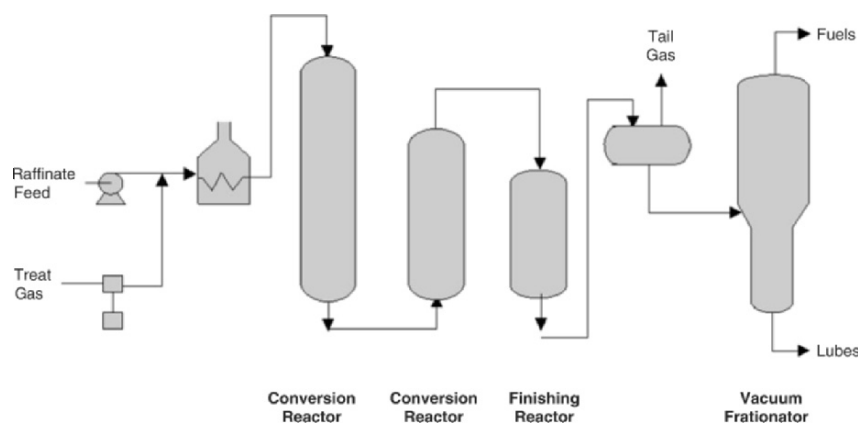 Raffinate
Feed
Treat
Gas
Tail
Gas
Fuels
Lubes
Conversion
Reactor
Conversion
Reactor
Finishing
Reactor
Vacuum
Frationator